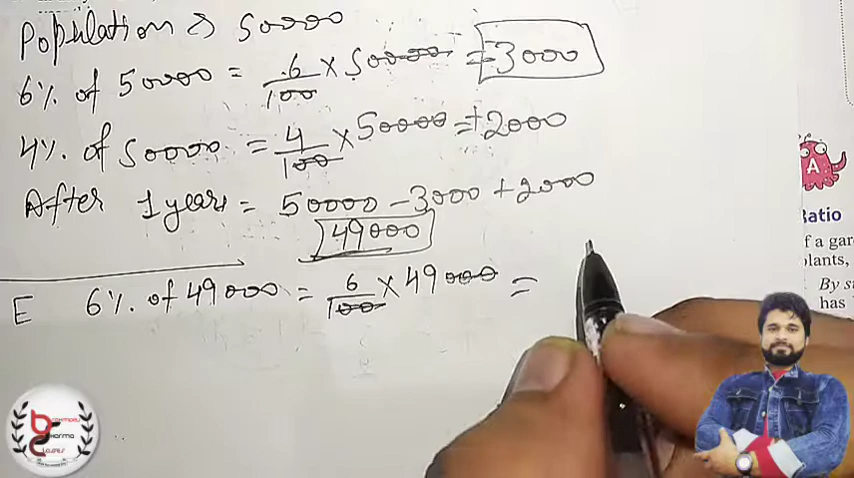 Population → 50000
6% of 50000 = 6/100 × 50000 = -3000
4% of 50000 = 4/100 × 50000 = +2000
After 1 years = 50000 - 3000 + 2000
49000
E 6% of 49000 = 6/100 × 49000 =
A
Ratio
f a gar
plants,
By s
has